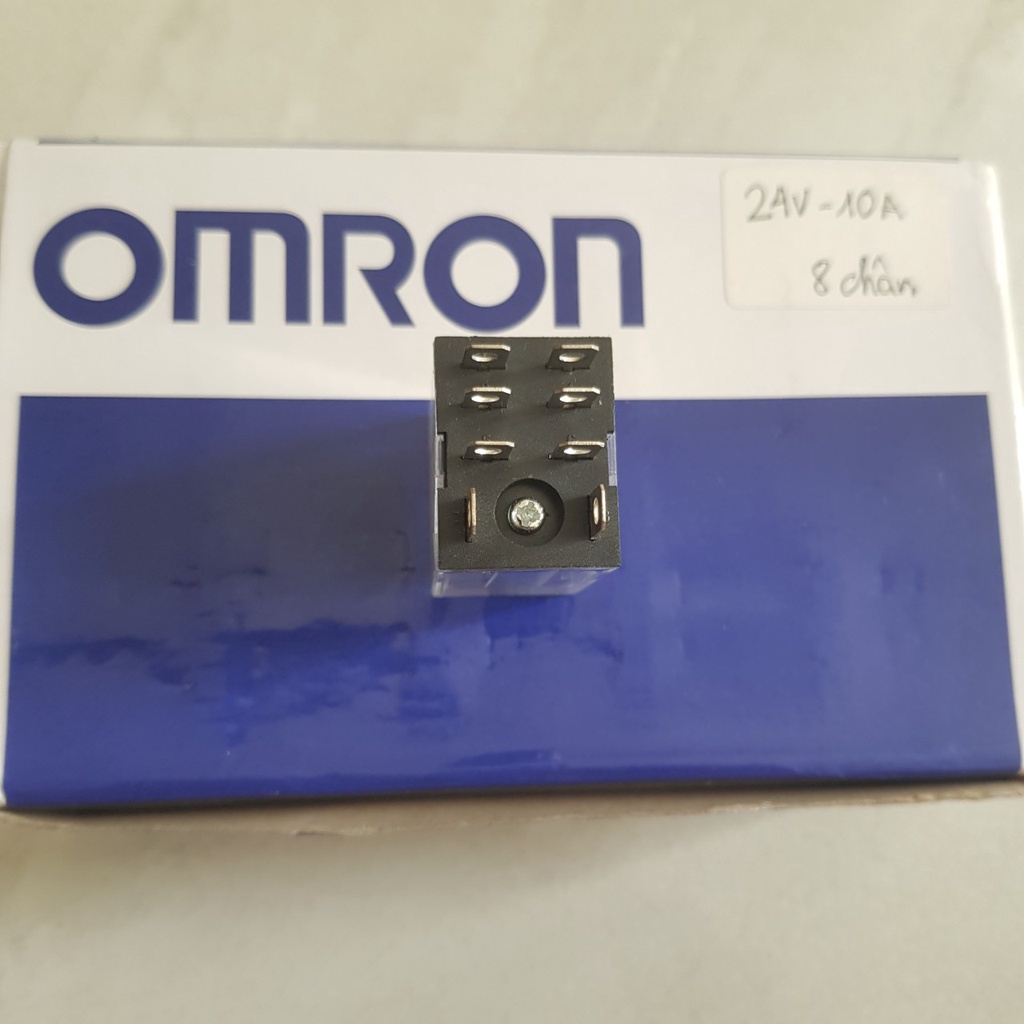 OMRON
24V-10A
8 chân